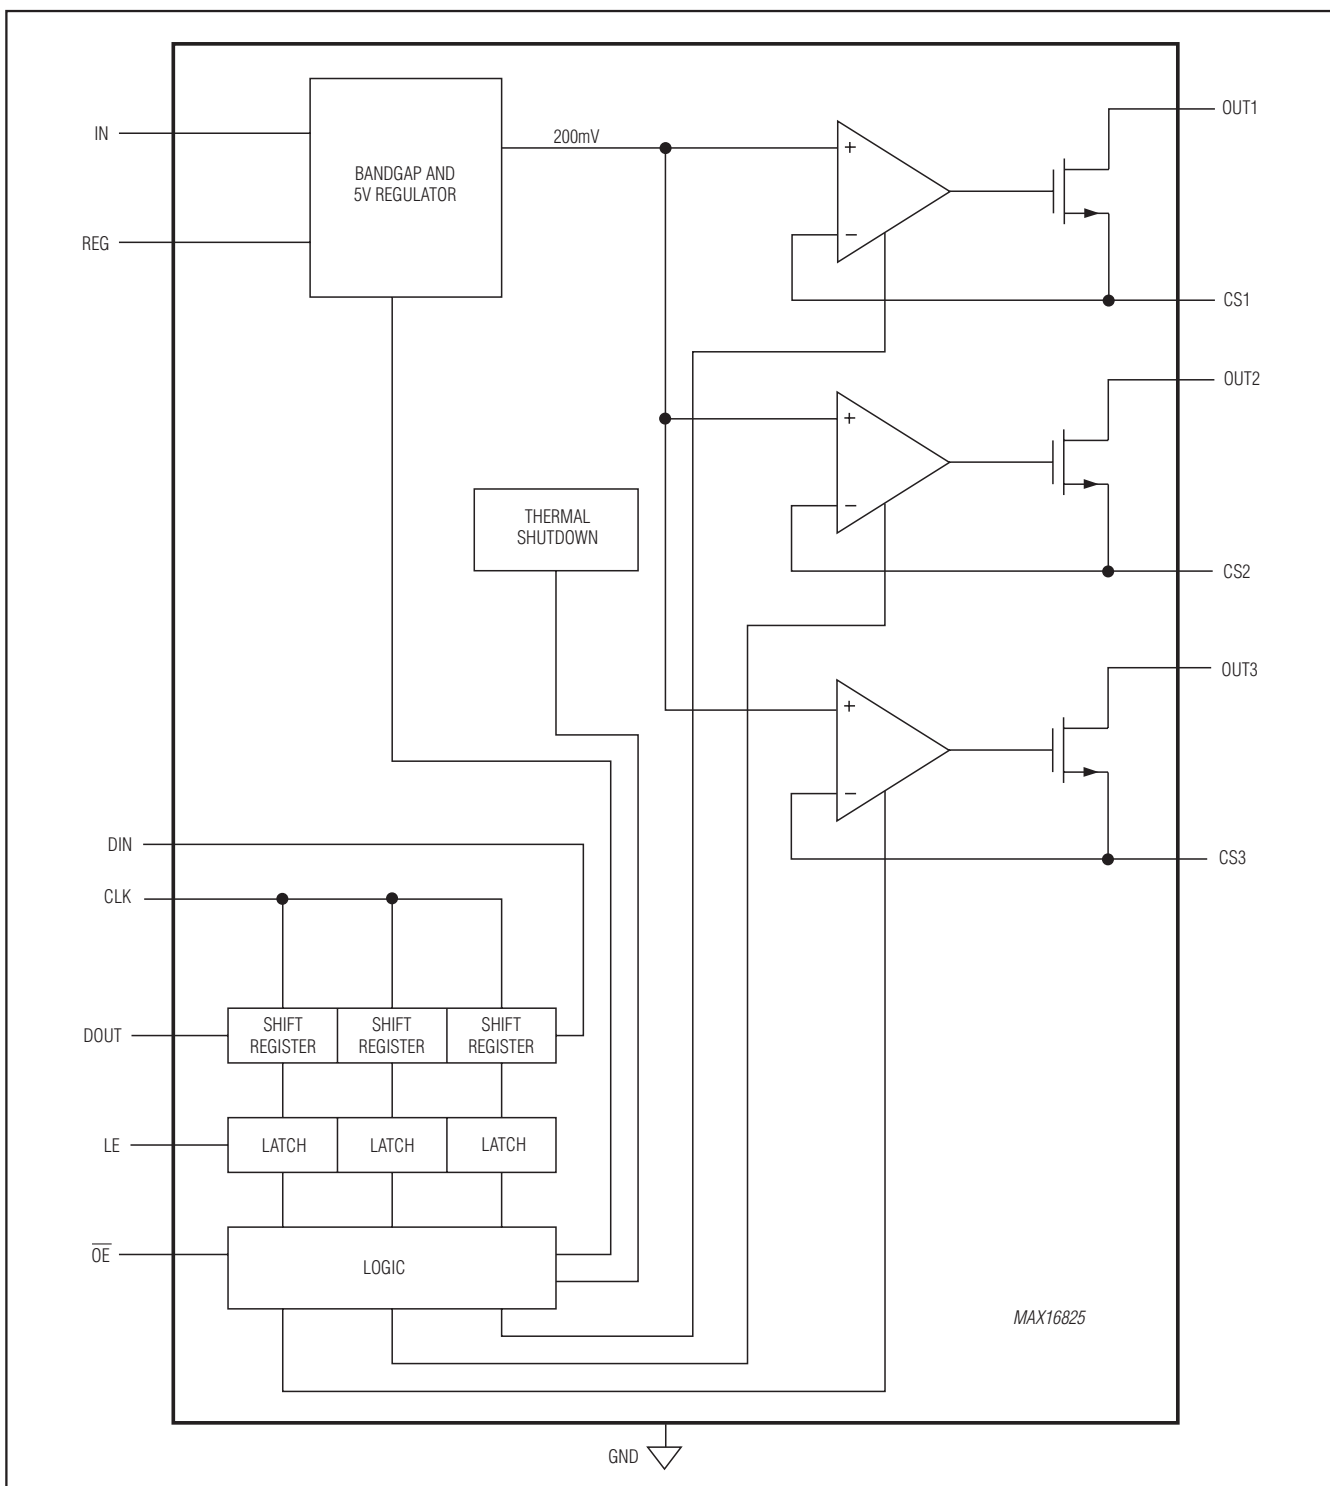 OUT1
IN
200mV
BANDGAP AND
5V REGULATOR
+
REG
−
CS1
OUT2
+
−
THERMAL
SHUTDOWN
CS2
OUT3
+
−
DIN
CS3
CLK
DOUT
SHIFT
REGISTER
SHIFT
REGISTER
SHIFT
REGISTER
LE
LATCH
LATCH
LATCH
O̅E̅
LOGIC
MAX16825
GND